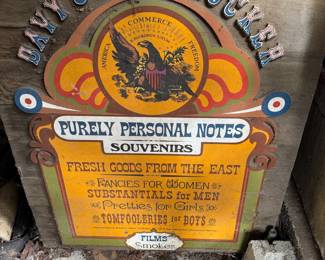 COMMERCE
AMERICA
FREEDOM
PURELY PERSONAL NOTES
SOUVENIRS
FRESH GOODS FROM THE EAST
FANCIES FOR WOMEN
SUBSTANTIALS for MEN
Pretties for Girls
TOMFOOLERIES for BOYS
FILMS
Smokes